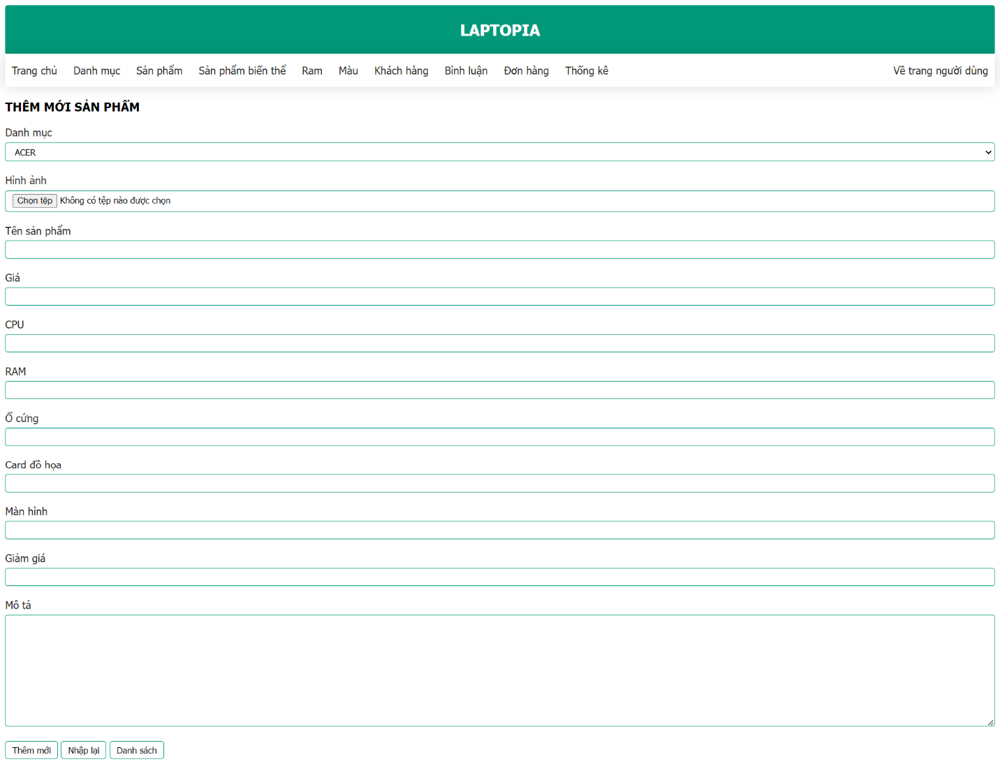 LAPTOPIA
Trang chủ Danh mục Sản phẩm Sản phẩm biến thể Ram Màu Khách hàng Bình luận Đơn hàng Thống kê Về trang người dùng
THÊM MỚI SẢN PHẨM
Danh mục
ACER
Hình ảnh
Chọn tệp Không có tệp nào được chọn
Tên sản phẩm
Giá
CPU
RAM
Ổ cứng
Card đồ họa
Màn hình
Giảm giá
Mô tả
Thêm mới Nhập lại Danh sách